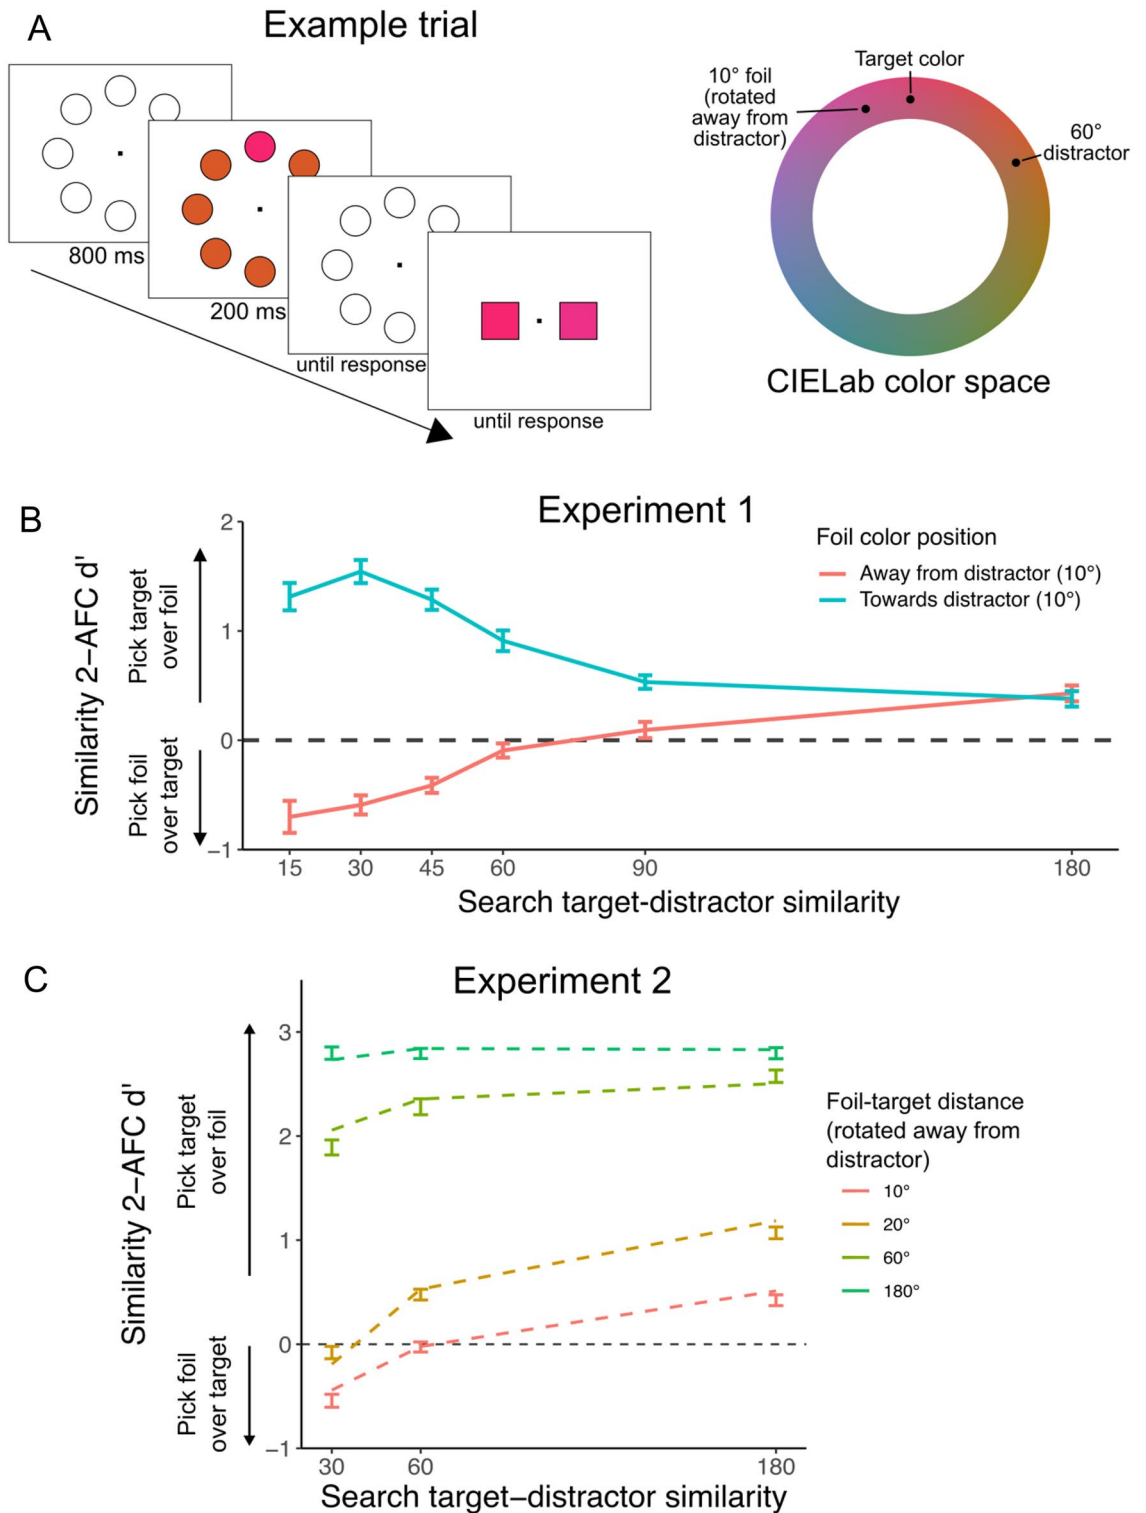 A
Example trial
800 ms
200 ms
until response
until response
10° foil
(rotated
away from
distractor)
Target color
60°
distractor
CIELab color space
B
Experiment 1
Similarity 2−AFC d'
Pick target
over foil
Pick foil
over target
2
1
0
−1
15
30
45
60
90
180
Search target-distractor similarity
Foil color position
Away from distractor (10°)
Towards distractor (10°)
C
Experiment 2
Similarity 2−AFC d'
Pick target
over foil
Pick foil
over target
3
2
1
0
−1
30
60
180
Search target−distractor similarity
Foil-target distance
(rotated away from
distractor)
10°
20°
60°
180°